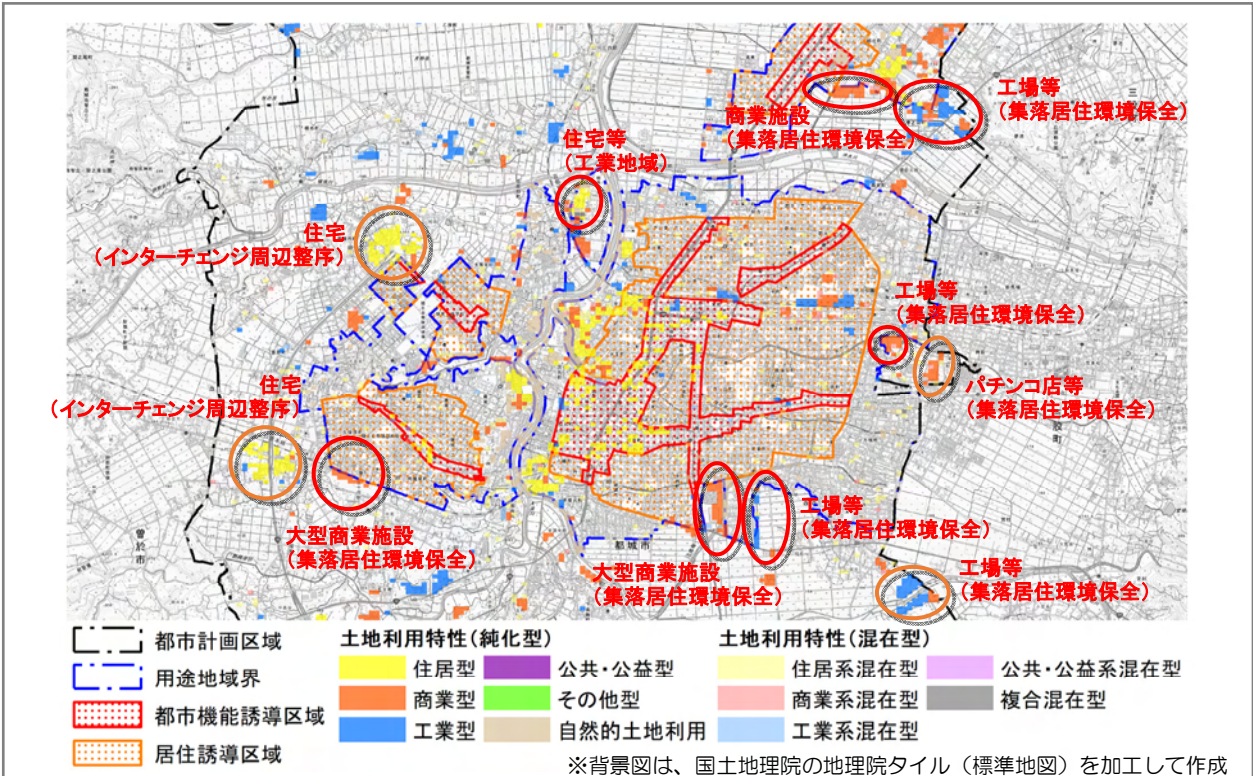 工場等
(集落居住環境保全)
商業施設
(集落居住環境保全)
住宅等
(工業地域)
住宅
(インターチェンジ周辺整序)
工場等
(集落居住環境保全)
住宅
(インターチェンジ周辺整序)
パチンコ店等
(集落居住環境保全)
大型商業施設
(集落居住環境保全)
工場等
(集落居住環境保全)
大型商業施設
(集落居住環境保全)
工場等
(集落居住環境保全)
曽於市
都城市
三
股町
都市計画区域
用途地域界
都市機能誘導区域
居住誘導区域
土地利用特性(純化型)
住居型
公共・公益型
商業型
その他型
工業型
自然的土地利用
土地利用特性(混在型)
住居系混在型
公共・公益系混在型
商業系混在型
複合混在型
工業系混在型
※背景図は、国土地理院の地理院タイル（標準地図）を加工して作成